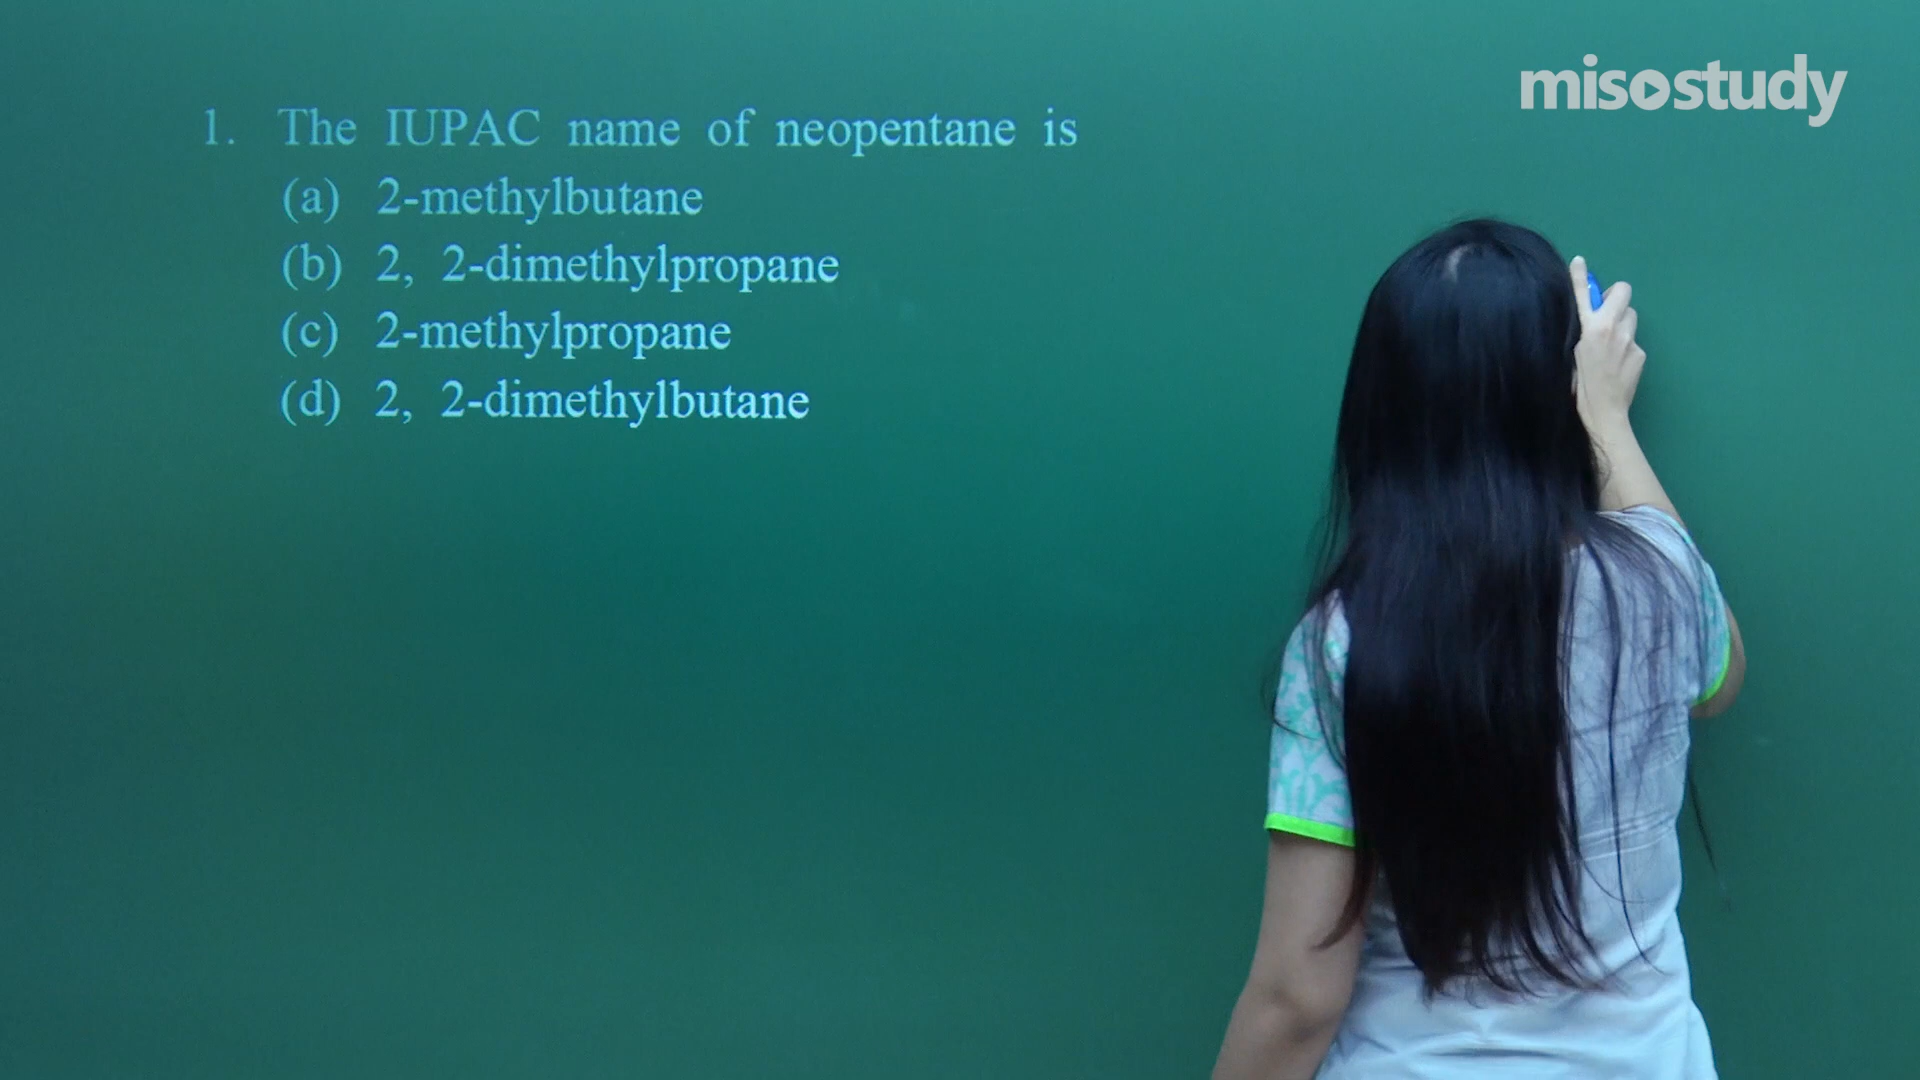 misostudy
1. The IUPAC name of neopentane is
(a) 2-methylbutane
(b) 2, 2-dimethylpropane
(c) 2-methylpropane
(d) 2, 2-dimethylbutane